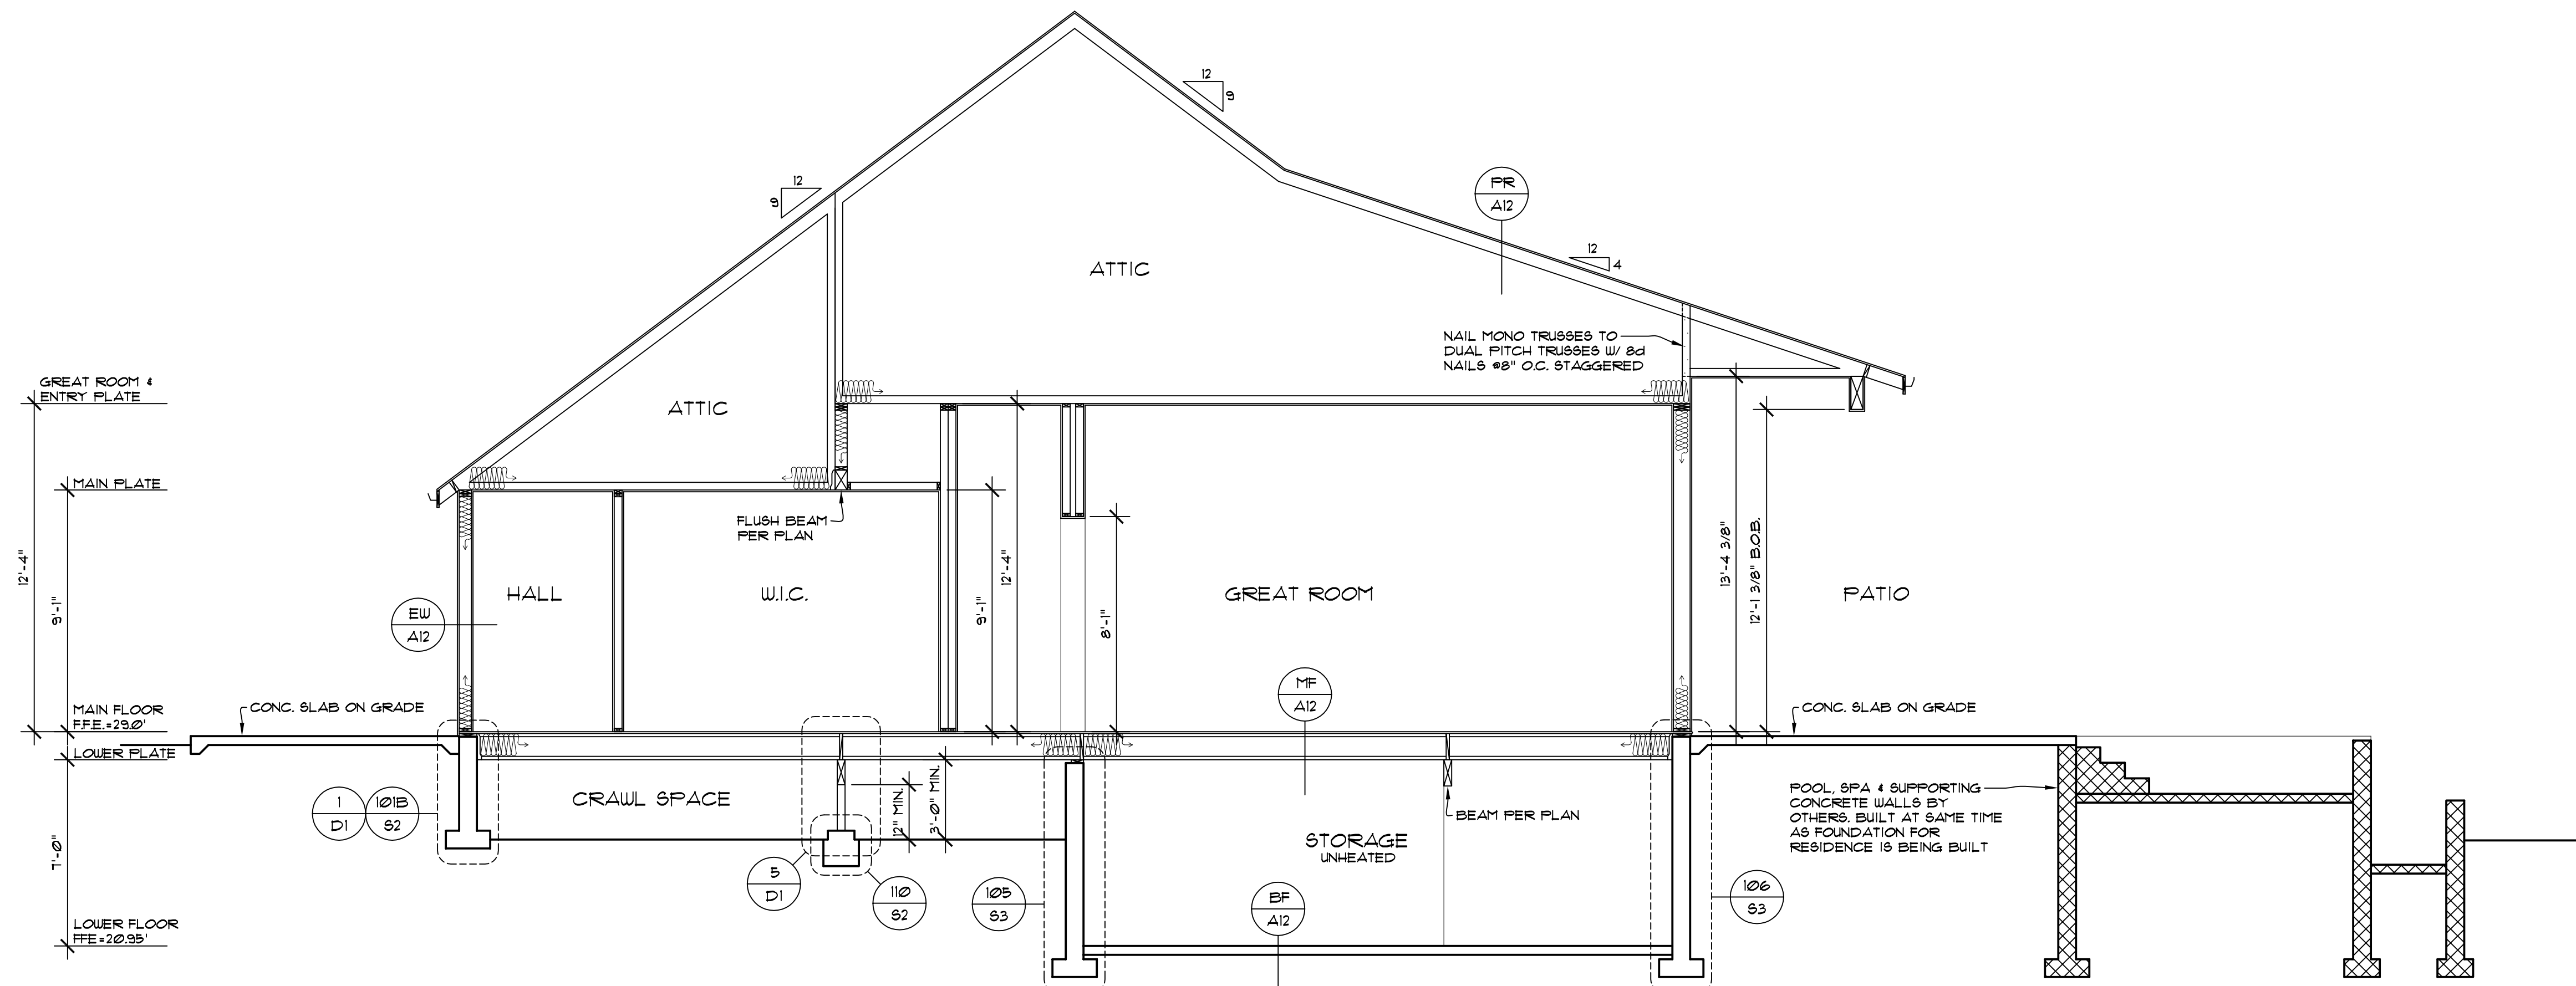 12
9
12
9
PR
A12
12
4
ATTIC
NAIL MONO TRUSSES TO
DUAL PITCH TRUSSES W/ 8d
NAILS @8" O.C. STAGGERED
GREAT ROOM &
ENTRY PLATE
ATTIC
MAIN PLATE
FLUSH BEAM
PER PLAN
12'-4"
9'-1"
HALL
W.I.C.
9'-1"
12'-4"
8'-1"
GREAT ROOM
13'-4 3/8"
12'-1 3/8" B.O.B.
PATIO
EW
A12
MF
A12
MAIN FLOOR
F.F.E.=29.0'
CONC. SLAB ON GRADE
CONC. SLAB ON GRADE
LOWER PLATE
CRAWL SPACE
12" MIN.
3'-0" MIN.
1
D1
101B
S2
BEAM PER PLAN
POOL, SPA & SUPPORTING
CONCRETE WALLS BY
OTHERS. BUILT AT SAME TIME
AS FOUNDATION FOR
RESIDENCE IS BEING BUILT
STORAGE
UNHEATED
7'-0"
5
D1
110
S2
105
S3
BF
A12
106
S3
LOWER FLOOR
FFE=20.95'